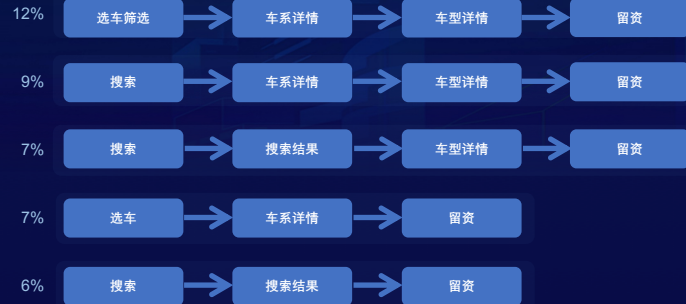 12% 选车筛选 车系详情 车型详情 留资
9% 搜索 车系详情 车型详情 留资
7% 搜索 搜索结果 车型详情 留资
7% 选车 车系详情 留资
6% 搜索 搜索结果 留资